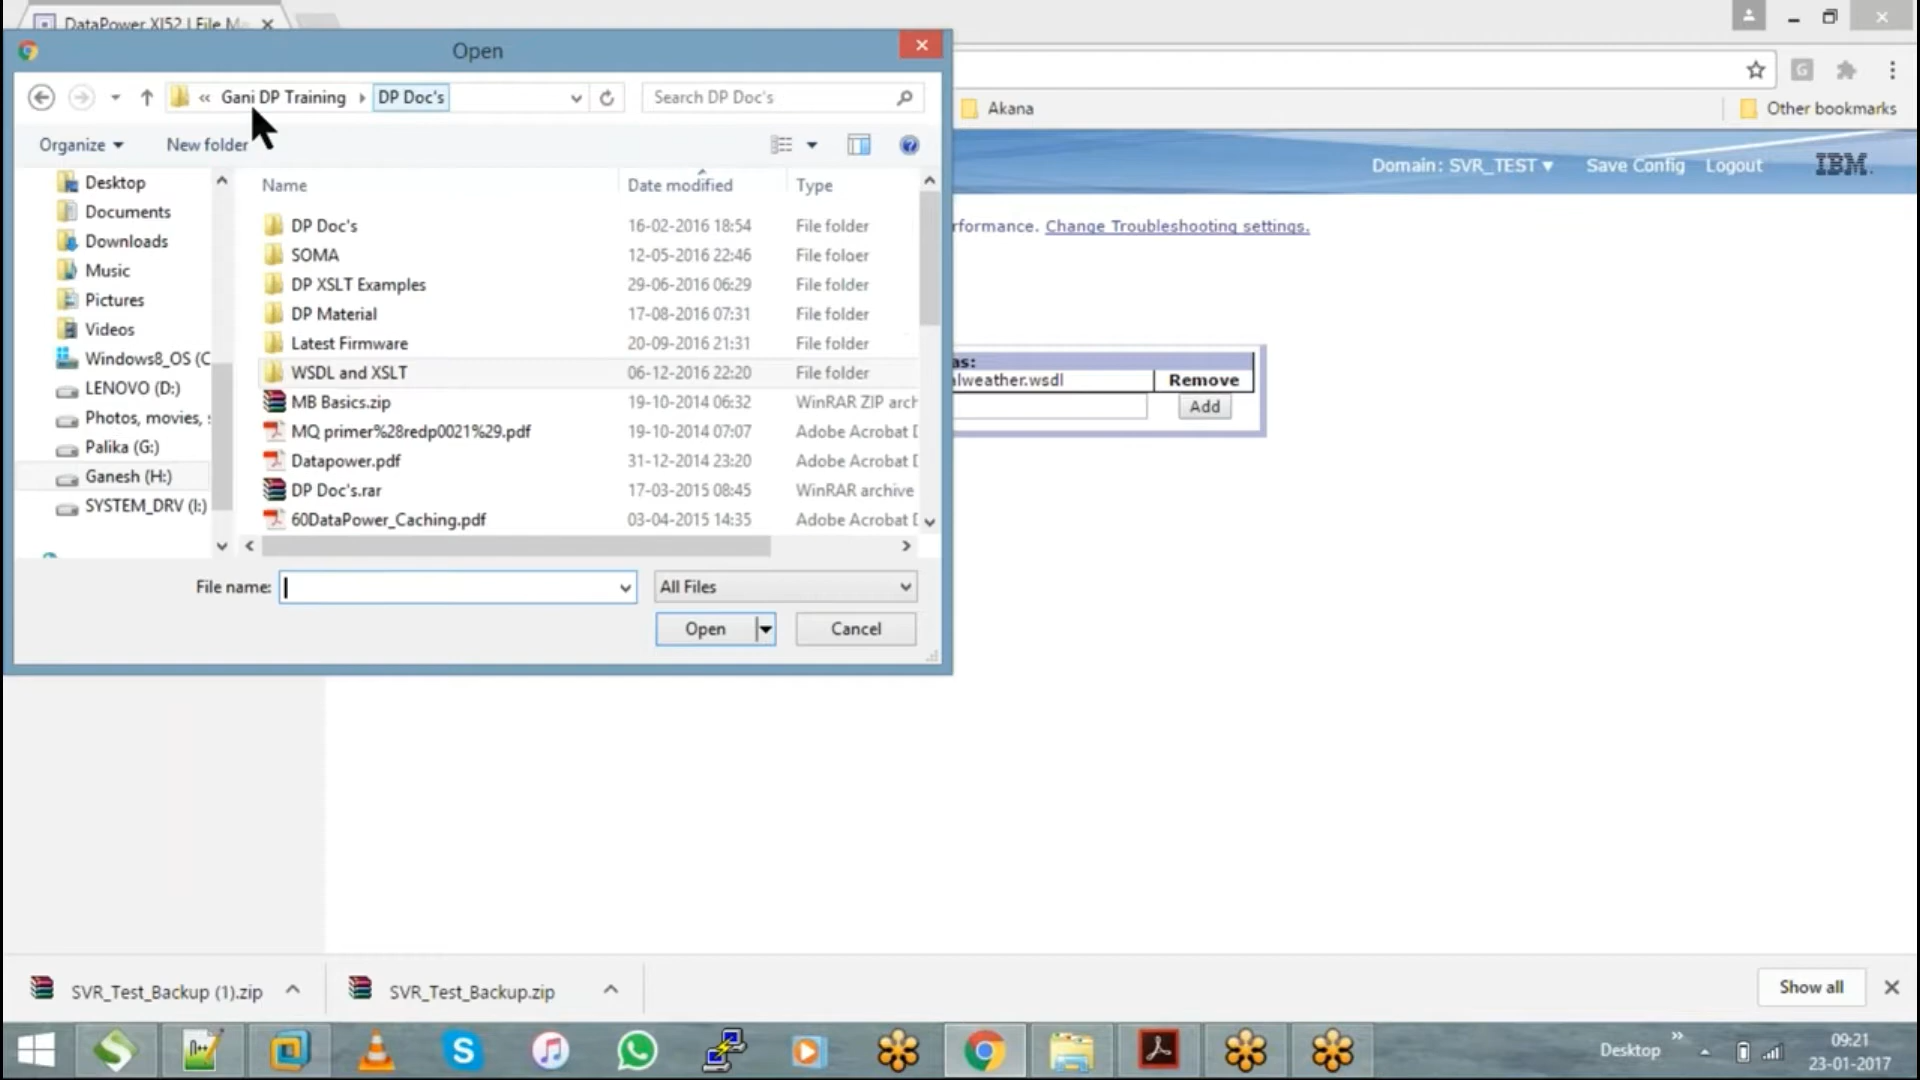 DataPower XI52 | File Ma
Open
« Gani DP Training DP Doc's
Search DP Doc's
Akana
Other bookmarks
Organize
New folder
Domain: SVR_TEST
Save Config
Logout
IBM.
rformance. Change Troubleshooting settings.
Name
Date modified
Type
Desktop
Documents
Downloads
Music
Pictures
Videos
Windows8_OS (C
LENOVO (D:)
Photos, movies, :
Palika (G:)
Ganesh (H:)
SYSTEM_DRV (I:)
DP Doc's 16-02-2016 18:54 File folder
SOMA 12-05-2016 22:46 File folder
DP XSLT Examples 29-06-2016 06:29 File folder
DP Material 17-08-2016 07:31 File folder
Latest Firmware 20-09-2016 21:31 File folder
WSDL and XSLT 06-12-2016 22:20 File folder
MB Basics.zip 19-10-2014 06:32 WinRAR ZIP arch
MQ primer%28redp0021%29.pdf 19-10-2014 07:07 Adobe Acrobat D
Datapower.pdf 31-12-2014 23:20 Adobe Acrobat D
DP Doc's.rar 17-03-2015 08:45 WinRAR archive
60DataPower_Caching.pdf 03-04-2015 14:35 Adobe Acrobat D
as:
lweather.wsdl
Remove
Add
File name:
All Files
Open
Cancel
SVR_Test_Backup (1).zip
SVR_Test_Backup.zip
Show all
Desktop
09:21
23-01-2017